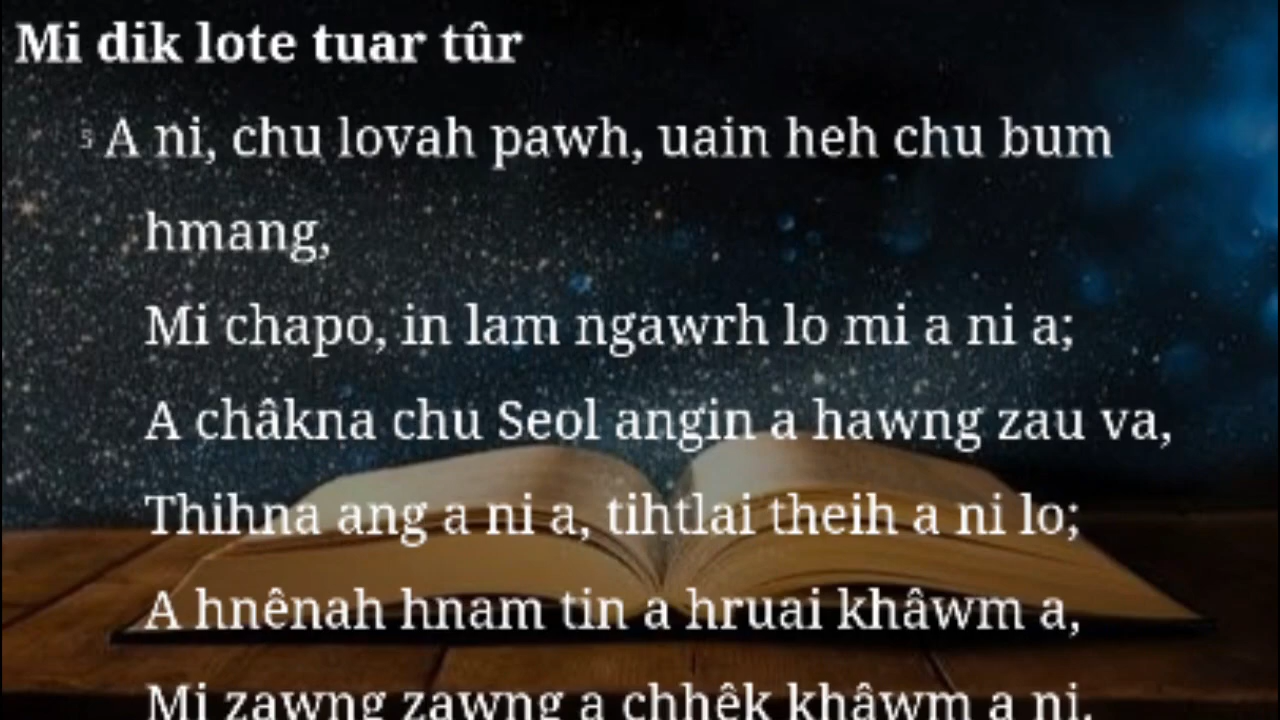 Mi dik lote tuar tûr
5 A ni, chu lovah pawh, uain heh chu bum
hmang,
Mi chapo, in lam ngawrh lo mi a ni a;
A châkna chu Seol angin a hawng zau va,
Thihna ang a ni a, tihtlai theih a ni lo;
A hnênah hnam tin a hruai khâwm a,
Mi zawng zawng a chhêk khâwm a ni.